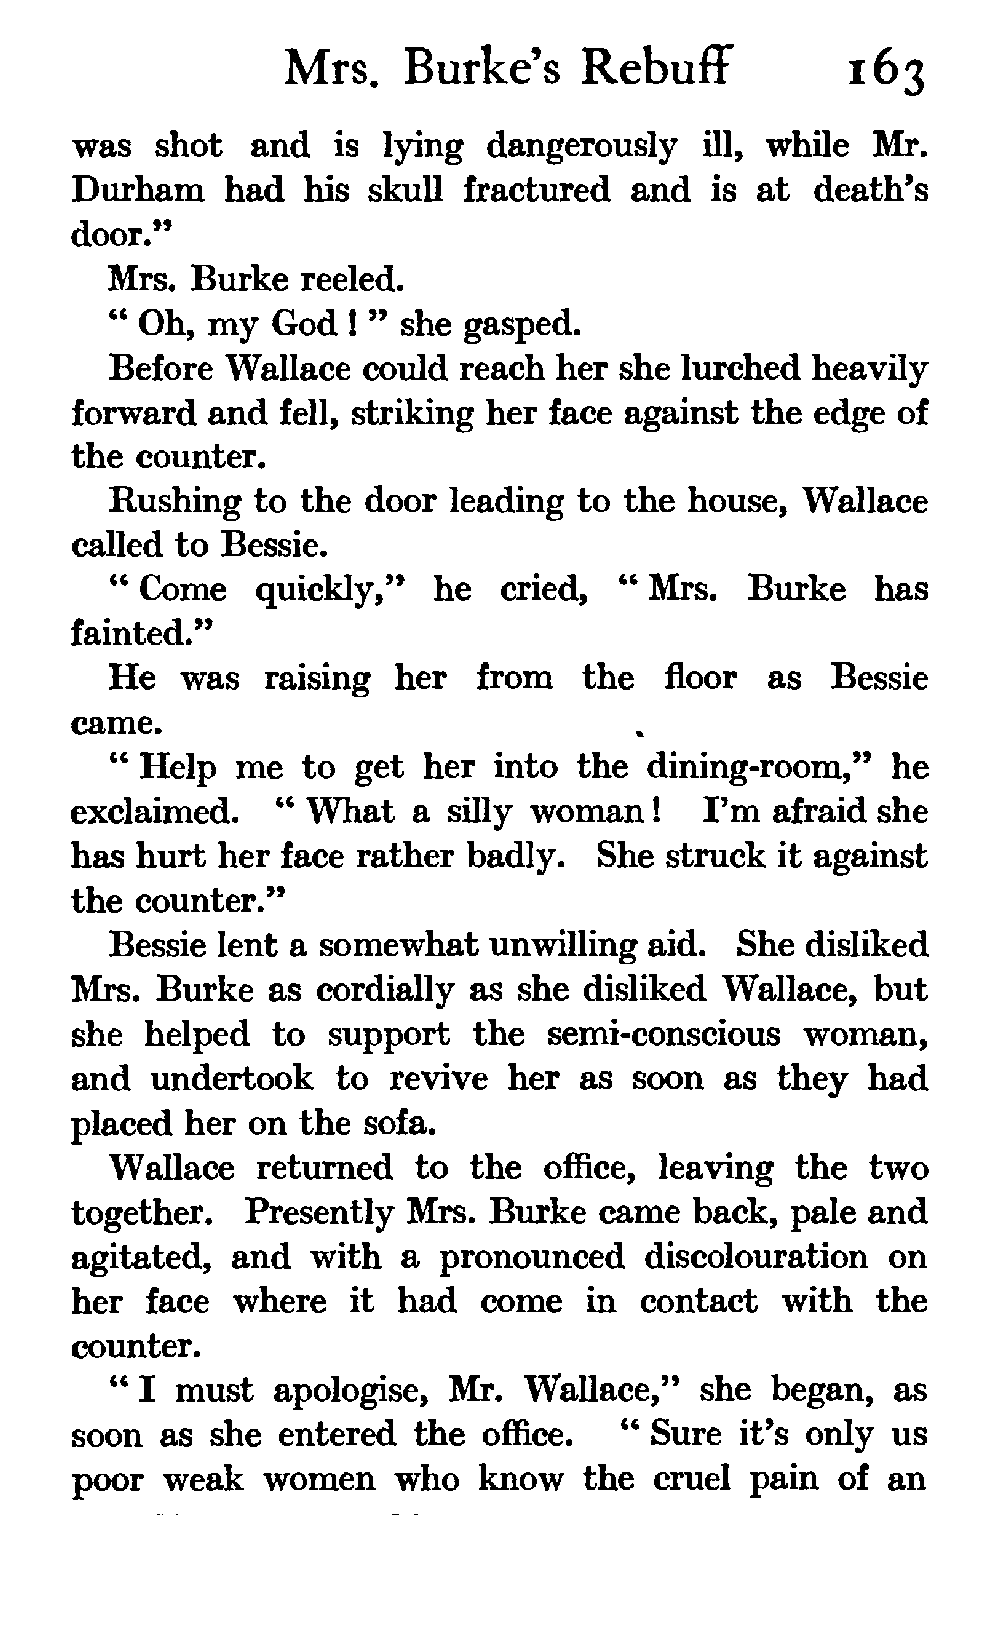 Mrs. Burke's Rebuff 163
was shot and is lying dangerously ill, while Mr.
Durham had his skull fractured and is at death's
door."
Mrs. Burke reeled.
" Oh, my God ! " she gasped.
Before Wallace could reach her she lurched heavily
forward and fell, striking her face against the edge of
the counter.
Rushing to the door leading to the house, Wallace
called to Bessie.
" Come quickly," he cried, " Mrs. Burke has
fainted."
He was raising her from the floor as Bessie
came.
" Help me to get her into the dining-room," he
exclaimed. " What a silly woman ! I'm afraid she
has hurt her face rather badly. She struck it against
the counter."
Bessie lent a somewhat unwilling aid. She disliked
Mrs. Burke as cordially as she disliked Wallace, but
she helped to support the semi-conscious woman,
and undertook to revive her as soon as they had
placed her on the sofa.
Wallace returned to the office, leaving the two
together. Presently Mrs. Burke came back, pale and
agitated, and with a pronounced discolouration on
her face where it had come in contact with the
counter.
" I must apologise, Mr. Wallace," she began, as
soon as she entered the office. " Sure it's only us
poor weak women who know the cruel pain of an